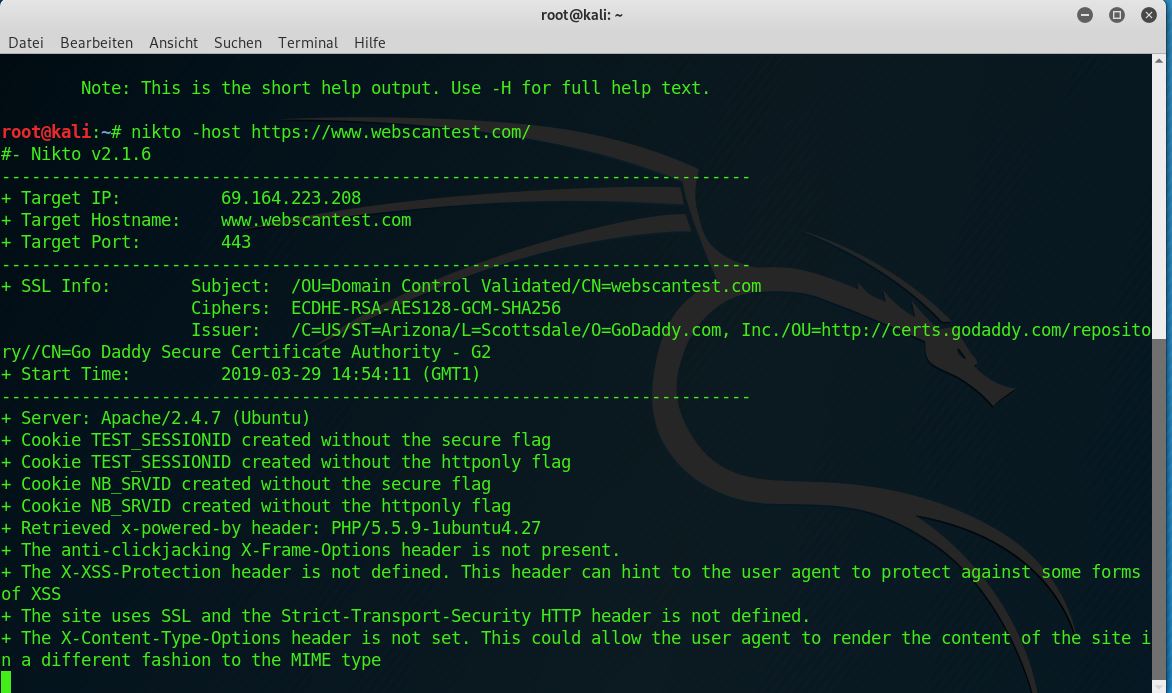 root@kali: ~
Datei Bearbeiten Ansicht Suchen Terminal Hilfe
Note: This is the short help output. Use -H for full help text.
root@kali:~# nikto -host https://www.webscantest.com/
#- Nikto v2.1.6
---------------------------------------------------------------------------
+ Target IP:          69.164.223.208
+ Target Hostname:    www.webscantest.com
+ Target Port:        443
---------------------------------------------------------------------------
+ SSL Info:        Subject:  /OU=Domain Control Validated/CN=webscantest.com
                   Ciphers:  ECDHE-RSA-AES128-GCM-SHA256
                   Issuer:   /C=US/ST=Arizona/L=Scottsdale/O=GoDaddy.com, Inc./OU=http://certs.godaddy.com/reposito
ry//CN=Go Daddy Secure Certificate Authority - G2
+ Start Time:         2019-03-29 14:54:11 (GMT1)
---------------------------------------------------------------------------
+ Server: Apache/2.4.7 (Ubuntu)
+ Cookie TEST_SESSIONID created without the secure flag
+ Cookie TEST_SESSIONID created without the httponly flag
+ Cookie NB_SRVID created without the secure flag
+ Cookie NB_SRVID created without the httponly flag
+ Retrieved x-powered-by header: PHP/5.5.9-1ubuntu4.27
+ The anti-clickjacking X-Frame-Options header is not present.
+ The X-XSS-Protection header is not defined. This header can hint to the user agent to protect against some forms
of XSS
+ The site uses SSL and the Strict-Transport-Security HTTP header is not defined.
+ The X-Content-Type-Options header is not set. This could allow the user agent to render the content of the site i
n a different fashion to the MIME type